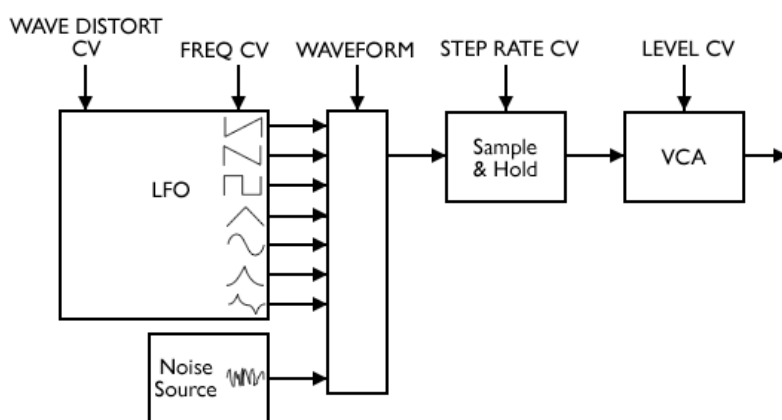 WAVE DISTORT
CV
FREQ CV
WAVEFORM
STEP RATE CV
LEVEL CV
LFO
Sample
& Hold
VCA
Noise
Source